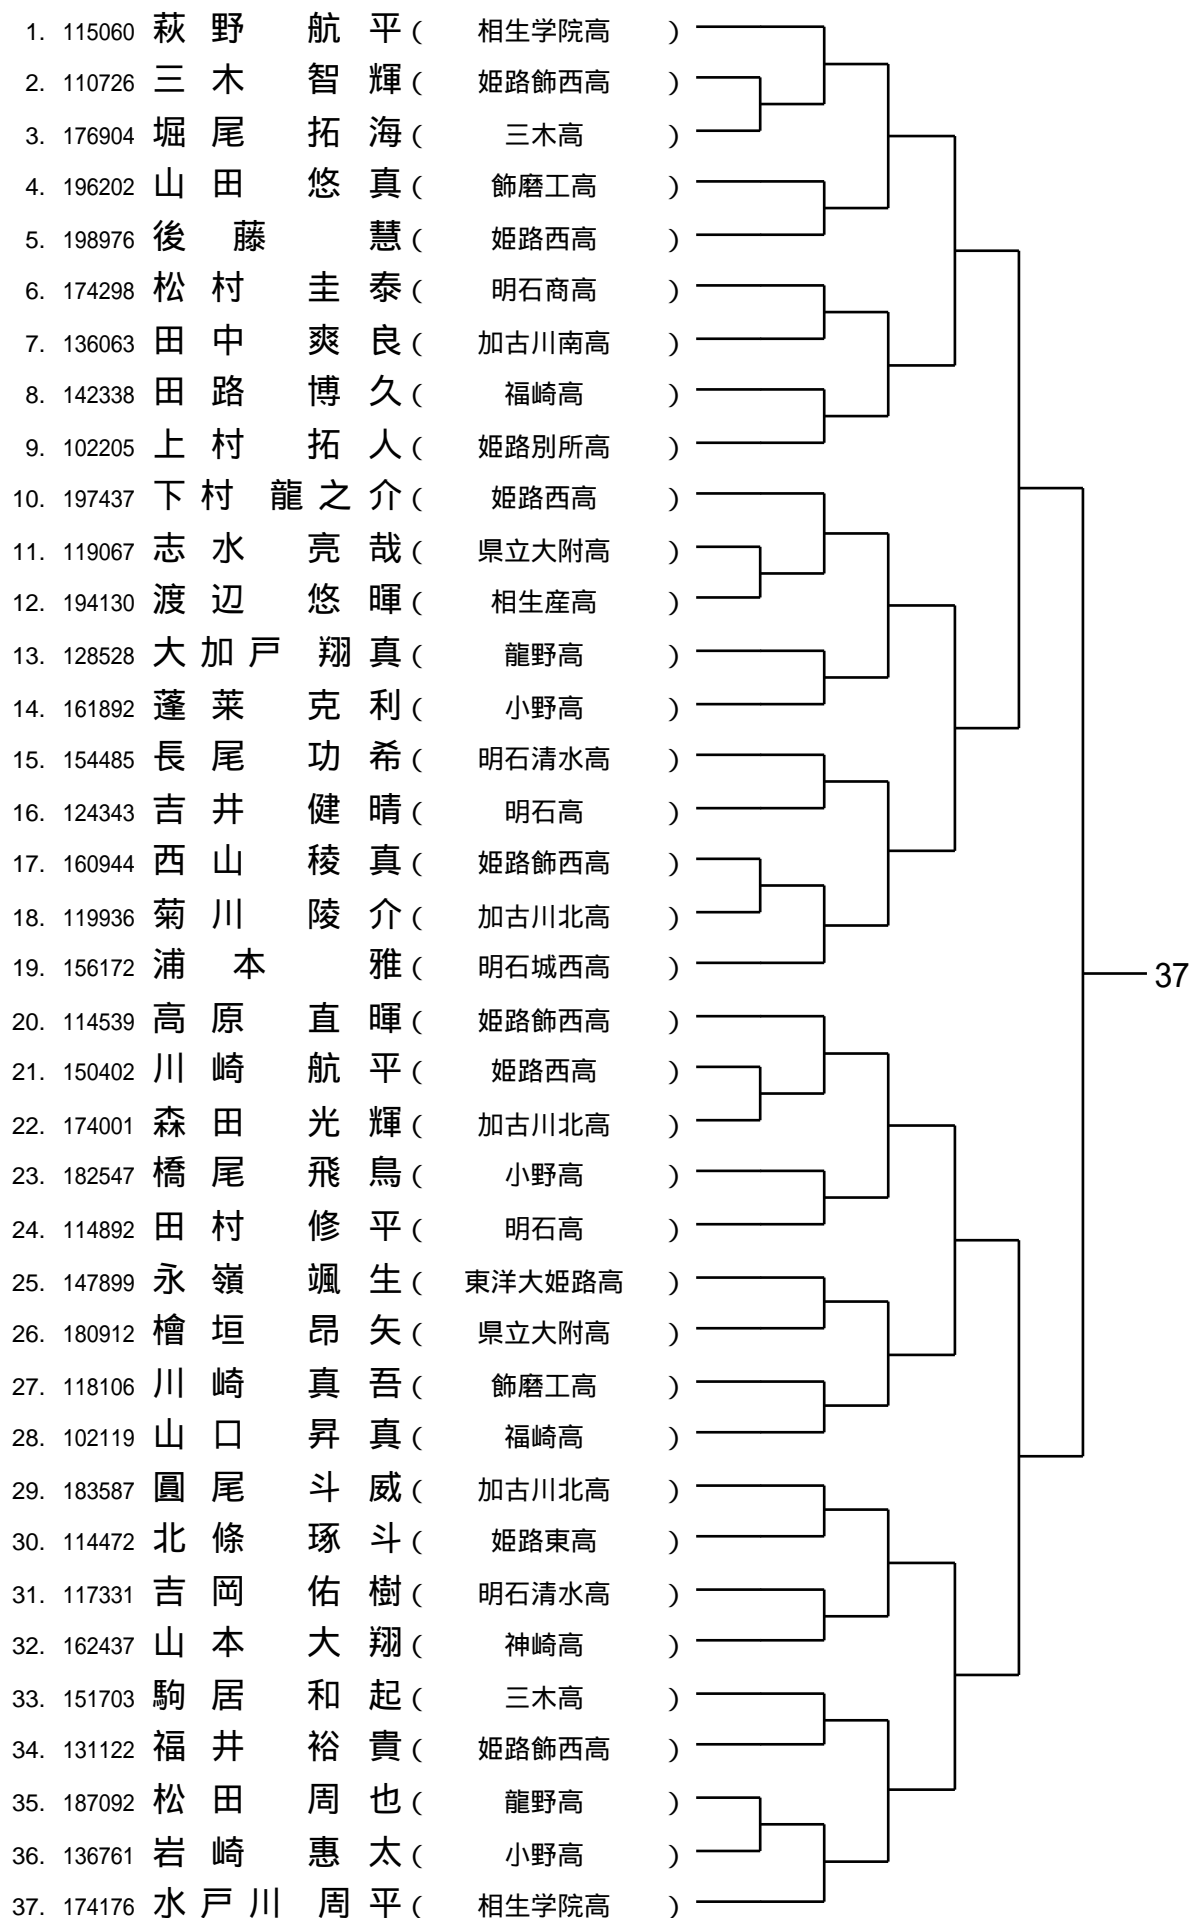 1. 115060 萩野 航平 ( 相生学院高 )
2. 110726 三木 智輝 ( 姫路飾西高 )
3. 176904 堀尾 拓海 ( 三木高 )
4. 196202 山田 悠真 ( 飾磨工高 )
5. 198976 後藤 慧 ( 姫路西高 )
6. 174298 松村 圭泰 ( 明石商高 )
7. 136063 田中 爽良 ( 加古川南高 )
8. 142338 田路 博久 ( 福崎高 )
9. 102205 上村 拓人 ( 姫路別所高 )
10. 197437 下村 龍之介 ( 姫路西高 )
11. 119067 志水 亮哉 ( 県立大附高 )
12. 194130 渡辺 悠暉 ( 相生産高 )
13. 128528 大加戸 翔真 ( 龍野高 )
14. 161892 蓬莱 克利 ( 小野高 )
15. 154485 長尾 功希 ( 明石清水高 )
16. 124343 吉井 健晴 ( 明石高 )
17. 160944 西山 稜真 ( 姫路飾西高 )
18. 119936 菊川 陵介 ( 加古川北高 )
19. 156172 浦本 雅 ( 明石城西高 )
37
20. 114539 高原 直暉 ( 姫路飾西高 )
21. 150402 川崎 航平 ( 姫路西高 )
22. 174001 森田 光輝 ( 加古川北高 )
23. 182547 橋尾 飛鳥 ( 小野高 )
24. 114892 田村 修平 ( 明石高 )
25. 147899 永嶺 颯生 ( 東洋大姫路高 )
26. 180912 檜垣 昂矢 ( 県立大附高 )
27. 118106 川崎 真吾 ( 飾磨工高 )
28. 102119 山口 昇真 ( 福崎高 )
29. 183587 圓尾 斗威 ( 加古川北高 )
30. 114472 北條 琢斗 ( 姫路東高 )
31. 117331 吉岡 佑樹 ( 明石清水高 )
32. 162437 山本 大翔 ( 神崎高 )
33. 151703 駒居 和起 ( 三木高 )
34. 131122 福井 裕貴 ( 姫路飾西高 )
35. 187092 松田 周也 ( 龍野高 )
36. 136761 岩崎 惠太 ( 小野高 )
37. 174176 水戸川 周平 ( 相生学院高 )